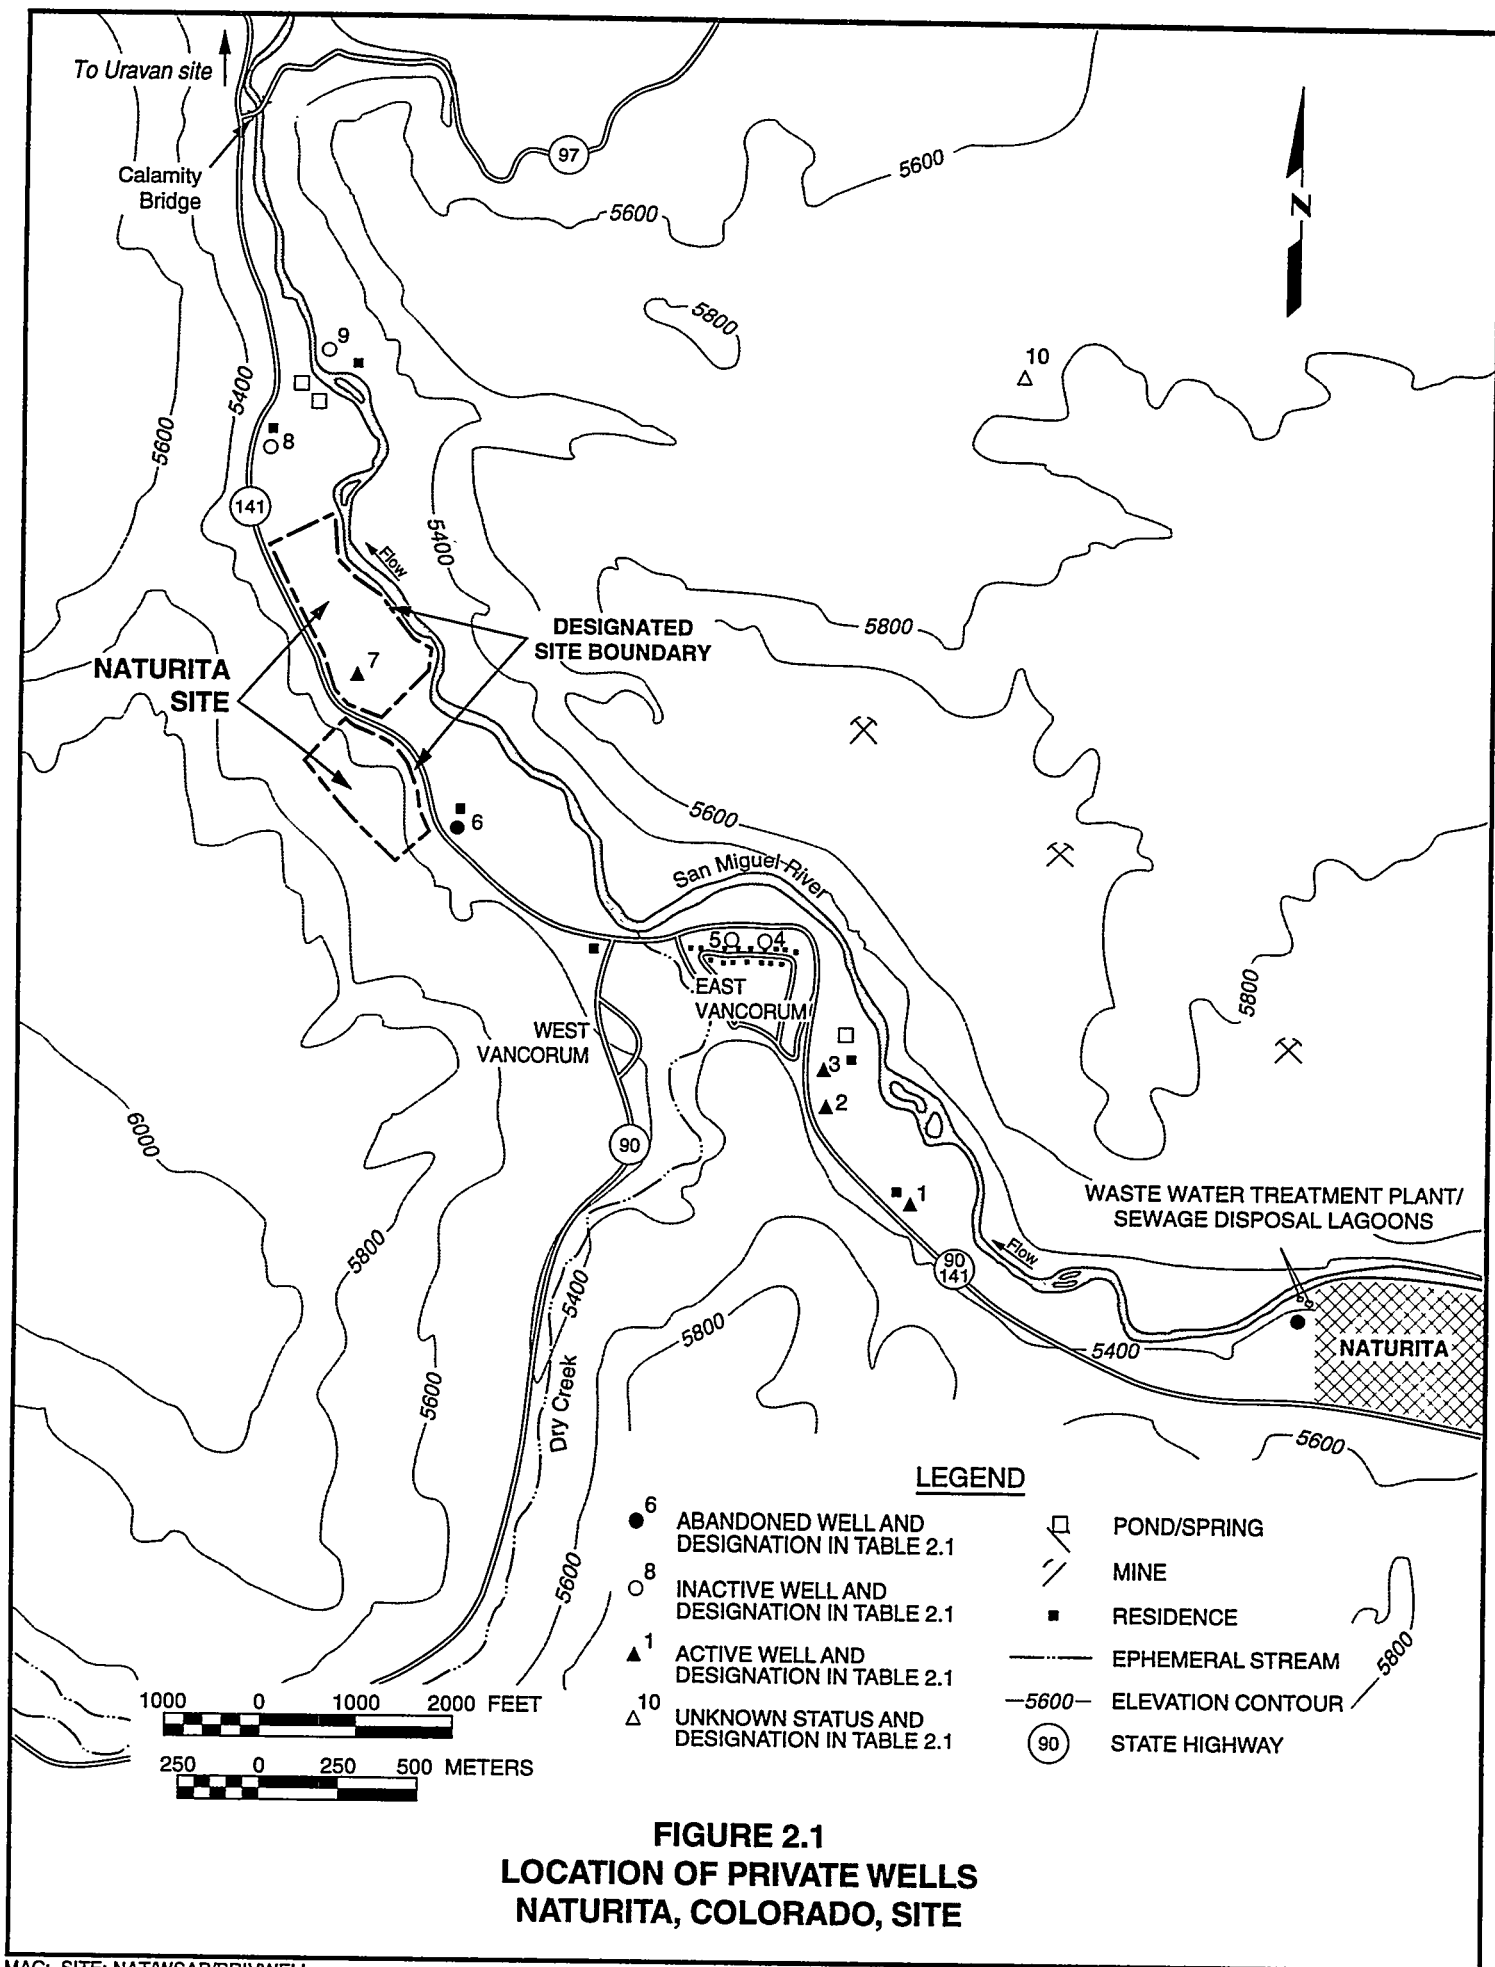 To Uravan site
Calamity
Bridge
97
5600
5600
N
5800
10
9
5400
5600
8
141
5400
Flow
DESIGNATED
SITE BOUNDARY
5800
NATURITA
SITE
7
5600
6
San Miguel River
5
4
EAST
VANCORUM
5800
WEST
VANCORUM
3
2
6000
90
1
WASTE WATER TREATMENT PLANT/
SEWAGE DISPOSAL LAGOONS
Flow
90
141
5800
5400
5800
5400
NATURITA
5600
Dry Creek
5600
LEGEND
6 ABANDONED WELL AND
DESIGNATION IN TABLE 2.1
8 INACTIVE WELL AND
DESIGNATION IN TABLE 2.1
1 ACTIVE WELL AND
DESIGNATION IN TABLE 2.1
10 UNKNOWN STATUS AND
DESIGNATION IN TABLE 2.1
POND/SPRING
MINE
RESIDENCE
EPHEMERAL STREAM
5600 ELEVATION CONTOUR
90 STATE HIGHWAY
5600
5800
1000 0 1000 2000 FEET
250 0 250 500 METERS
FIGURE 2.1
LOCATION OF PRIVATE WELLS
NATURITA, COLORADO, SITE